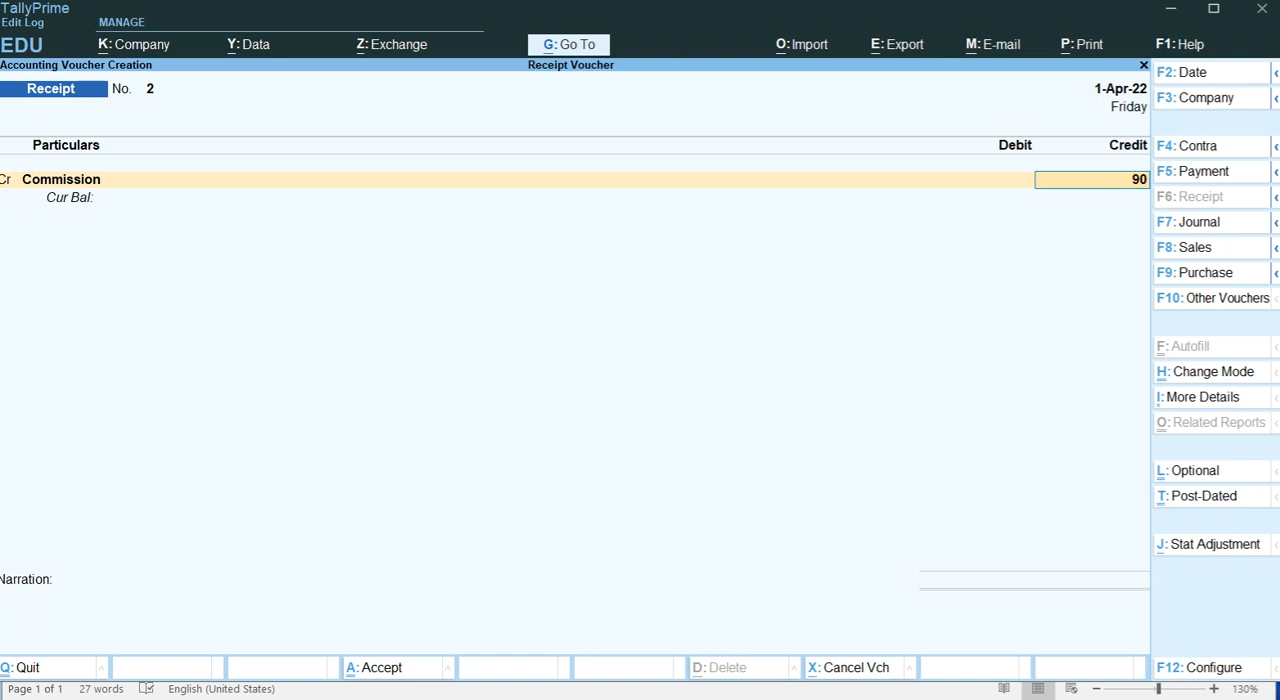 TallyPrime
Edit Log
MANAGE
EDU
K: Company
Y: Data
Z: Exchange
G: Go To
O: Import
E: Export
M: E-mail
P: Print
F1: Help
Accounting Voucher Creation
Receipt Voucher
Receipt No. 2
1-Apr-22
Friday
Particulars Debit Credit
Cr Commission 90
Cur Bal:
Narration:
F2: Date
F3: Company
F4: Contra
F5: Payment
F6: Receipt
F7: Journal
F8: Sales
F9: Purchase
F10: Other Vouchers
F: Autofill
H: Change Mode
I: More Details
O: Related Reports
L: Optional
T: Post-Dated
J: Stat Adjustment
Q: Quit
A: Accept
D: Delete
X: Cancel Vch
F12: Configure
Page 1 of 1 27 words English (United States) 130%